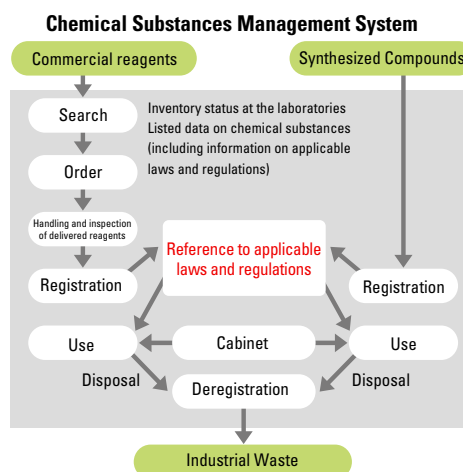 Chemical Substances Management System
Commercial reagents
Synthesized Compounds
Search
Inventory status at the laboratories
Listed data on chemical substances
(including information on applicable
laws and regulations)
Order
Handling and inspection
of delivered reagents
Reference to applicable
laws and regulations
Registration
Registration
Use
Cabinet
Use
Disposal
Deregistration
Disposal
Industrial Waste